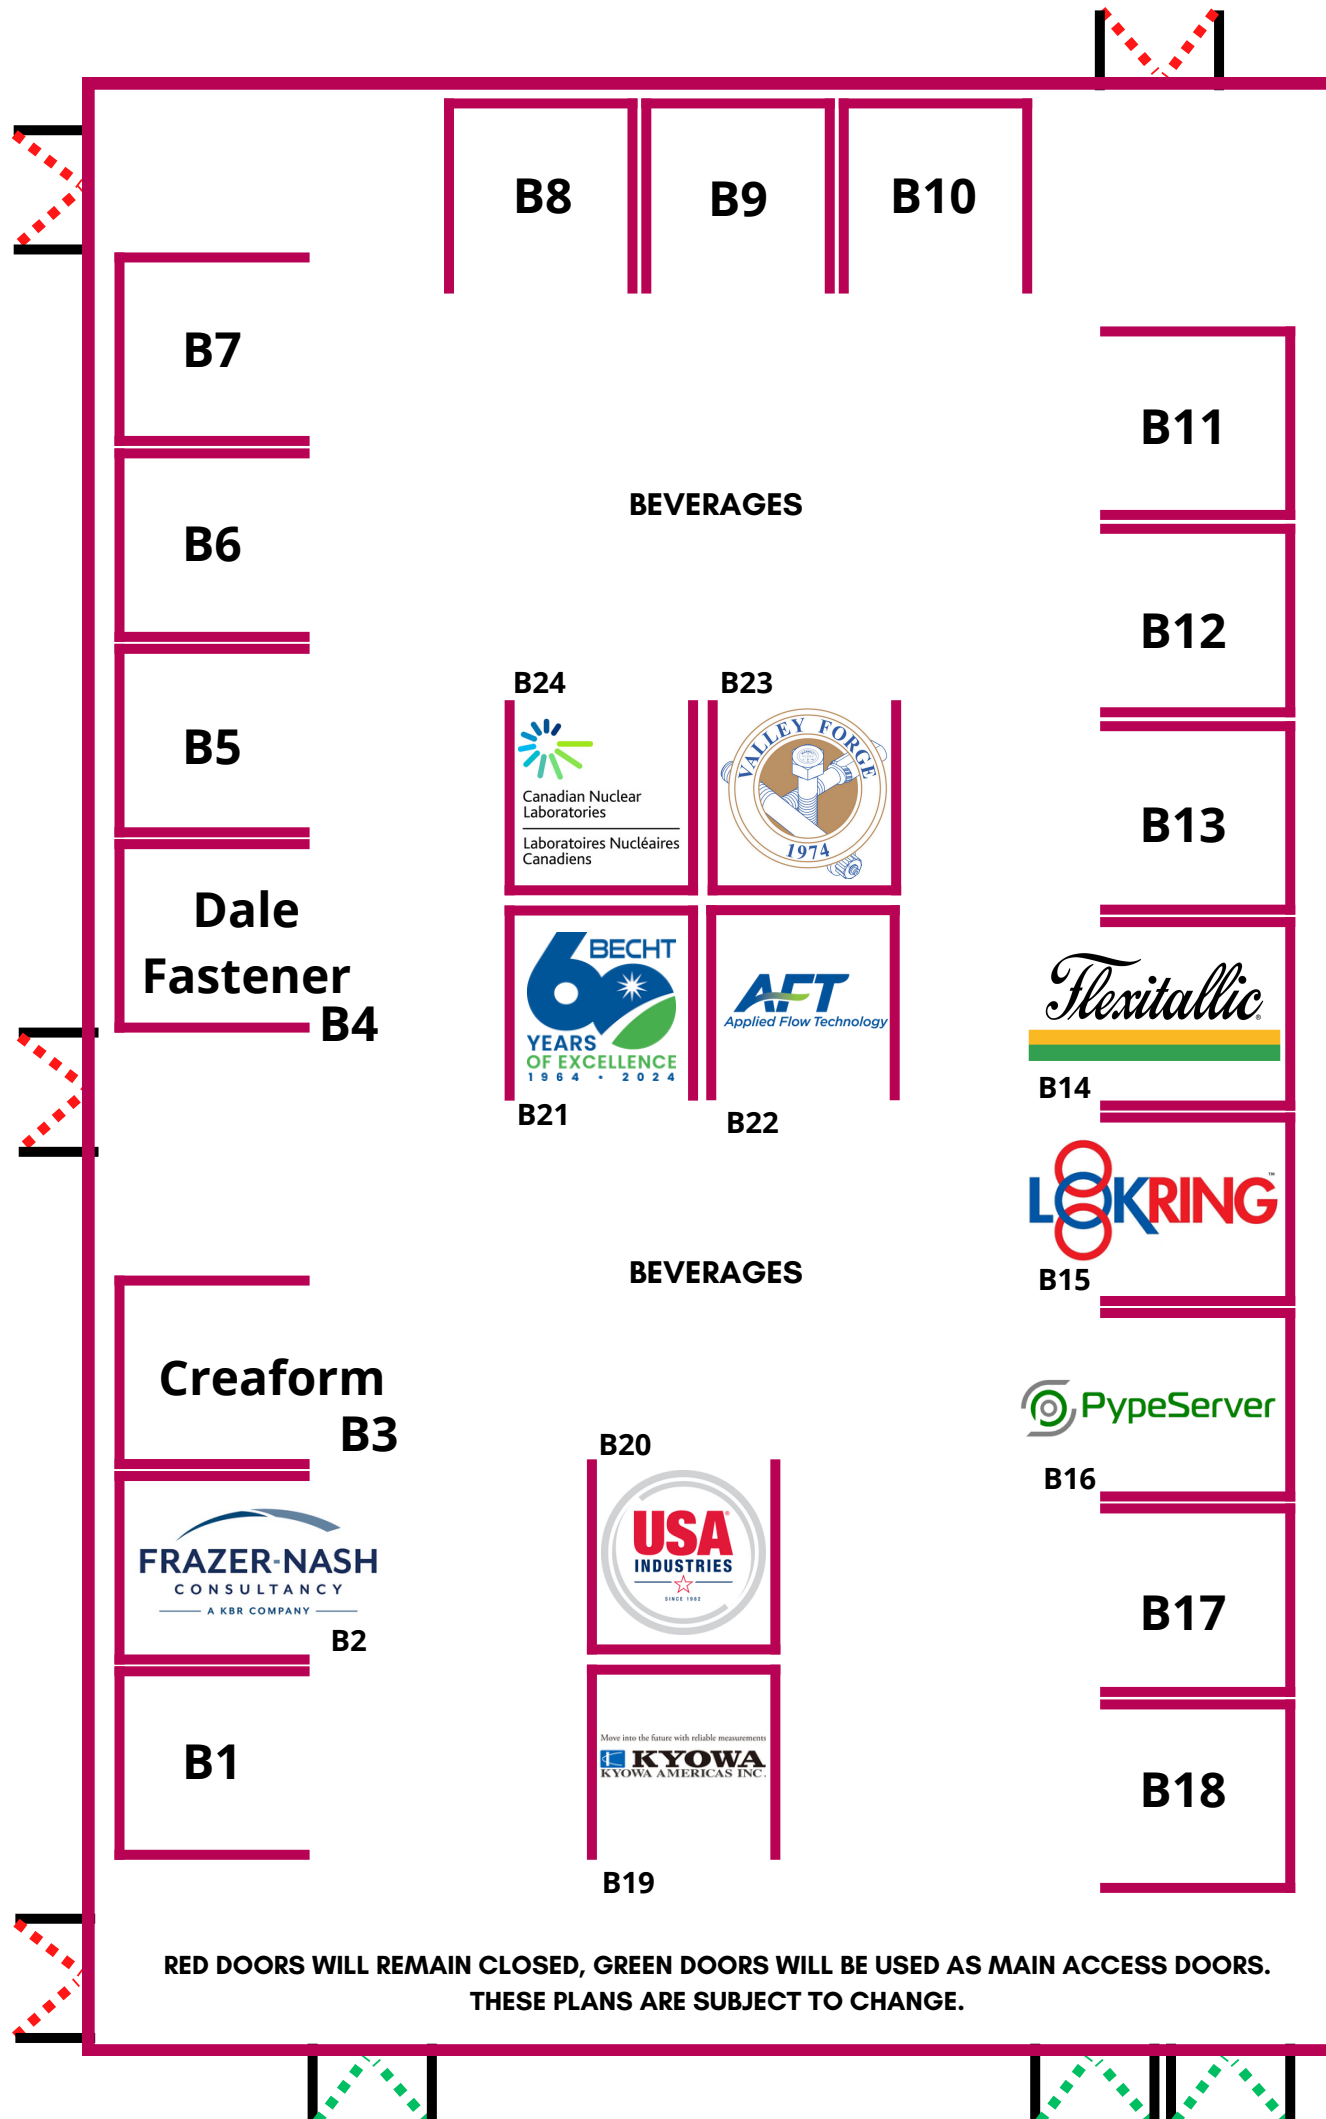 B8
B9
B10
B7
B11
B6
BEVERAGES
B12
B5
B24
B23
Canadian Nuclear
Laboratories
Laboratoires Nucléaires
Canadiens
VALLEY FORGE
1974
B13
Dale
Fastener
B4
60 BECHT
YEARS
OF EXCELLENCE
1964 • 2024
B21
AFT
Applied Flow Technology
B22
Flexitallic®
B14
LOKRING™
B15
BEVERAGES
Creaform
B3
PypeServer
B16
B20
USA
INDUSTRIES
SINCE 1982
FRAZER-NASH
CONSULTANCY
A KBR COMPANY
B2
B17
B1
Move into the future with reliable measurements
KYOWA
KYOWA AMERICAS INC.
B19
B18
RED DOORS WILL REMAIN CLOSED, GREEN DOORS WILL BE USED AS MAIN ACCESS DOORS.
THESE PLANS ARE SUBJECT TO CHANGE.